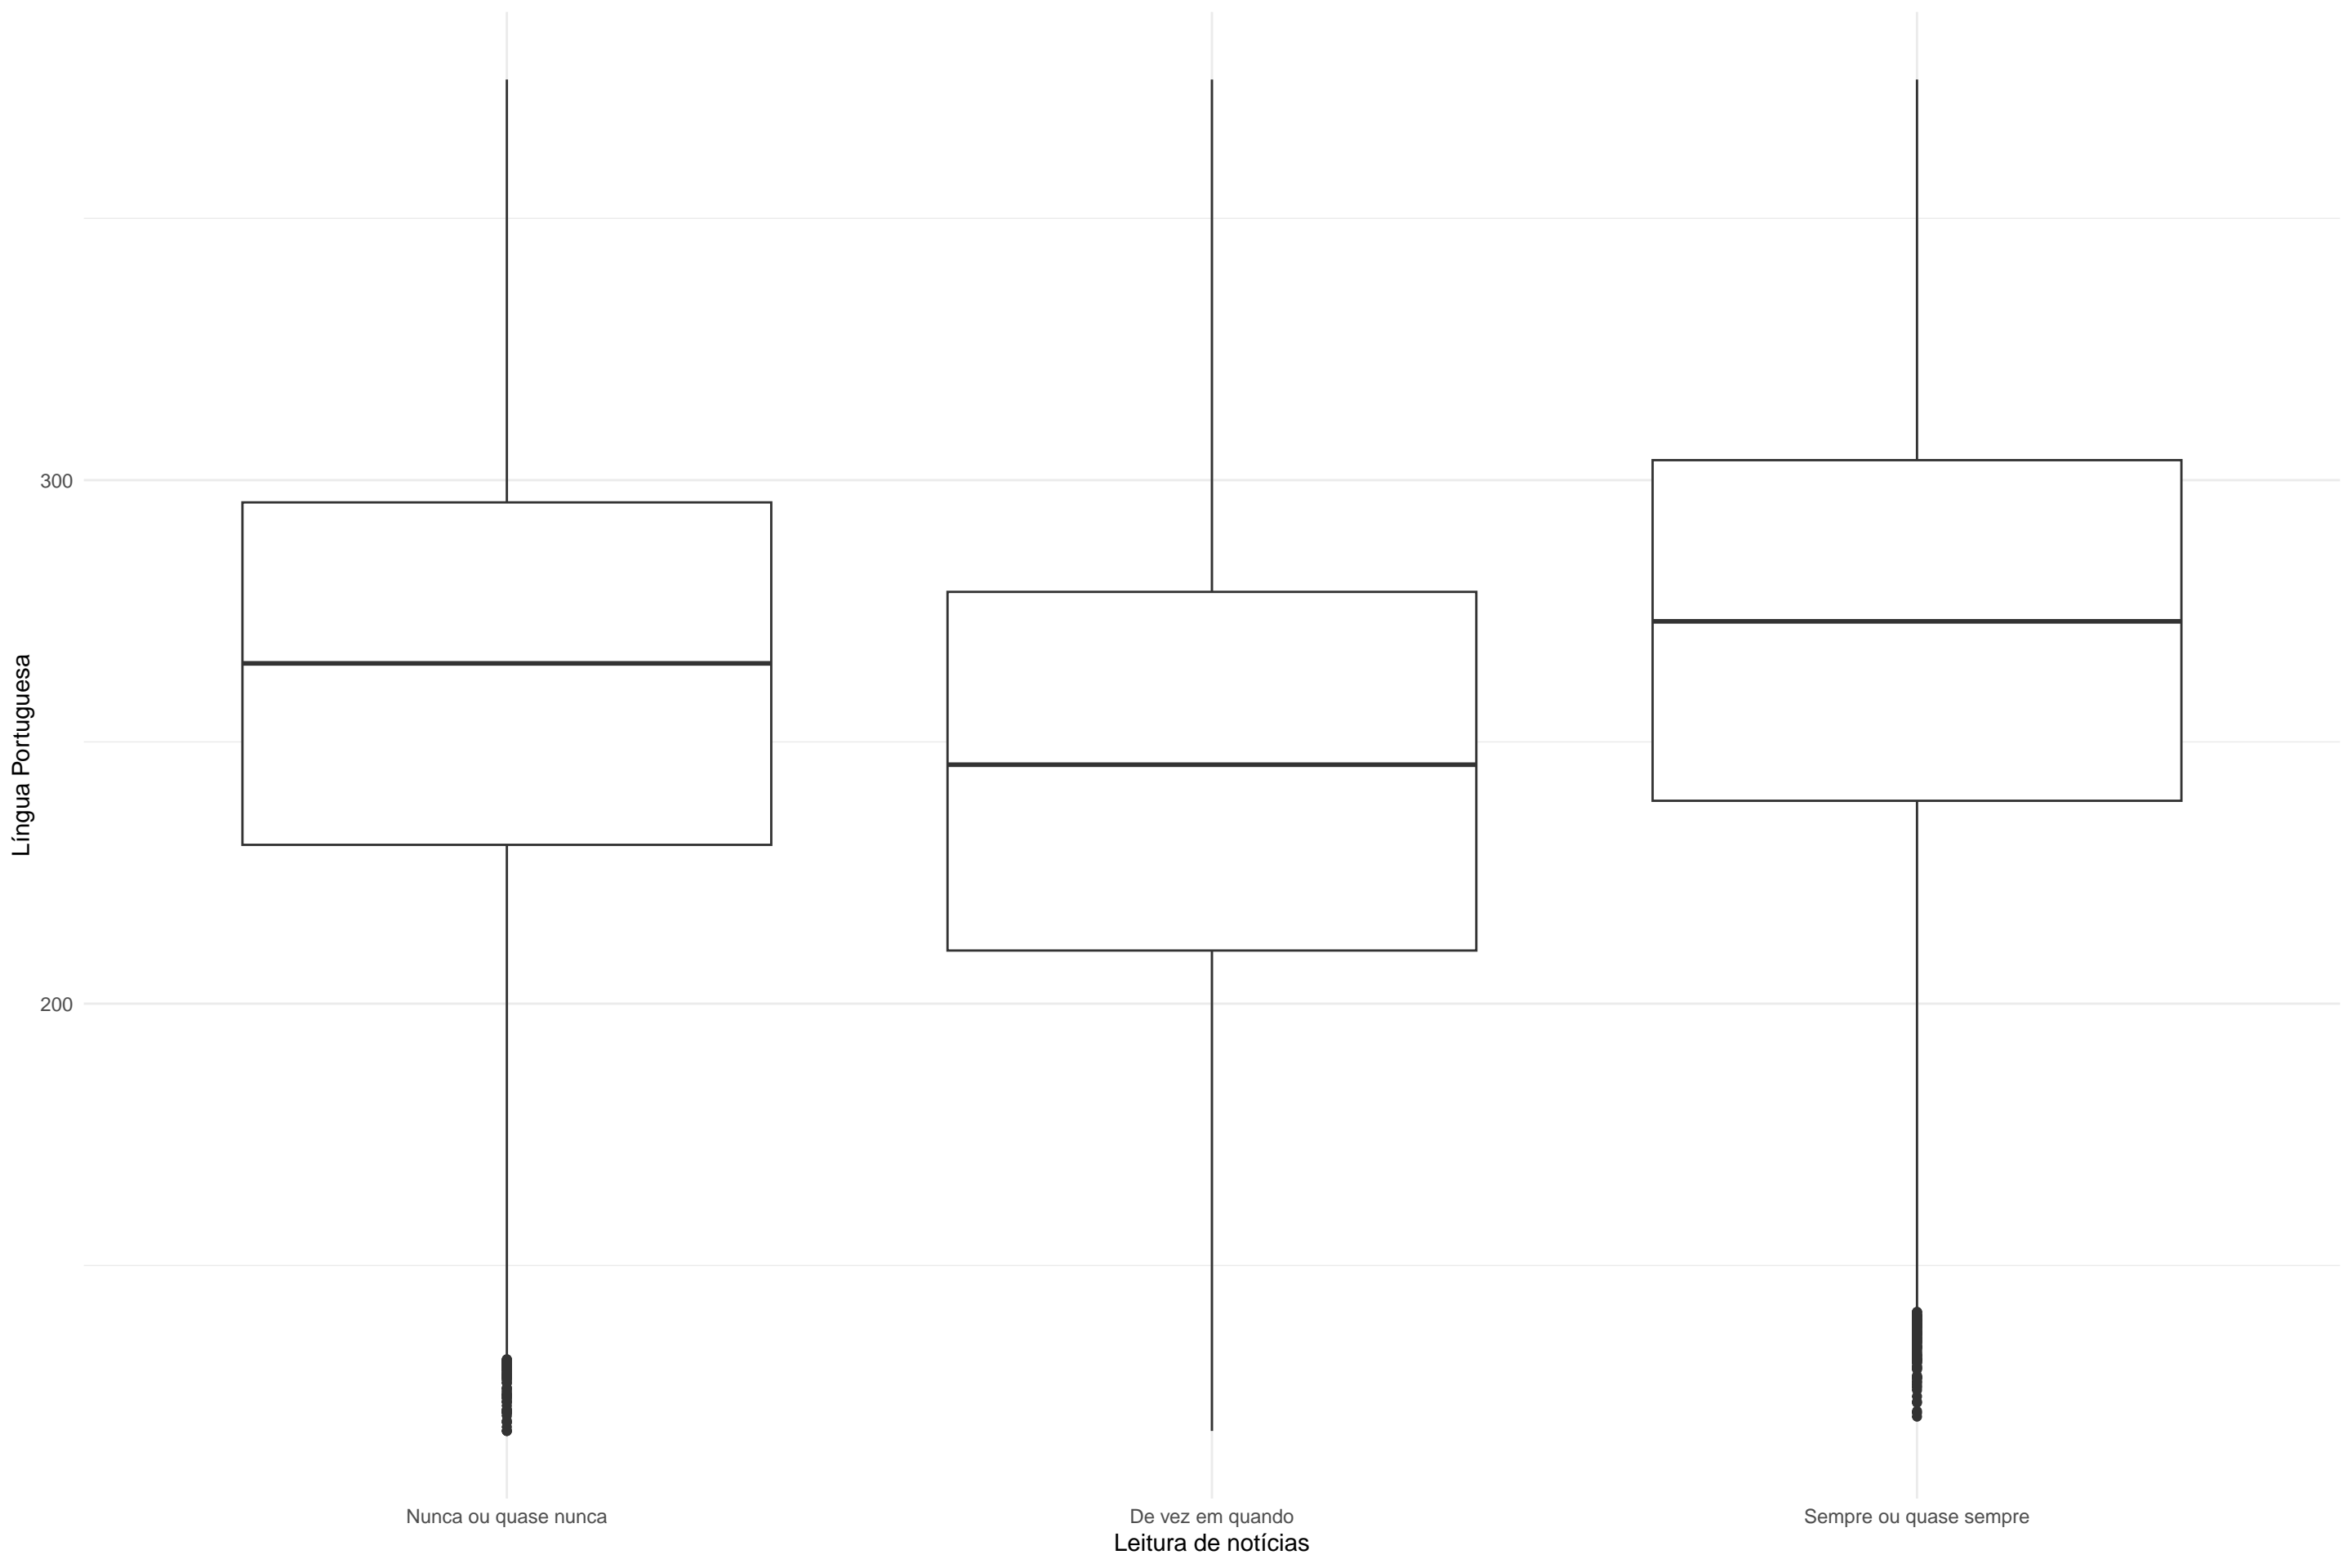 Língua Portuguesa
300
200
Nunca ou quase nunca
De vez em quando
Sempre ou quase sempre
Leitura de notícias